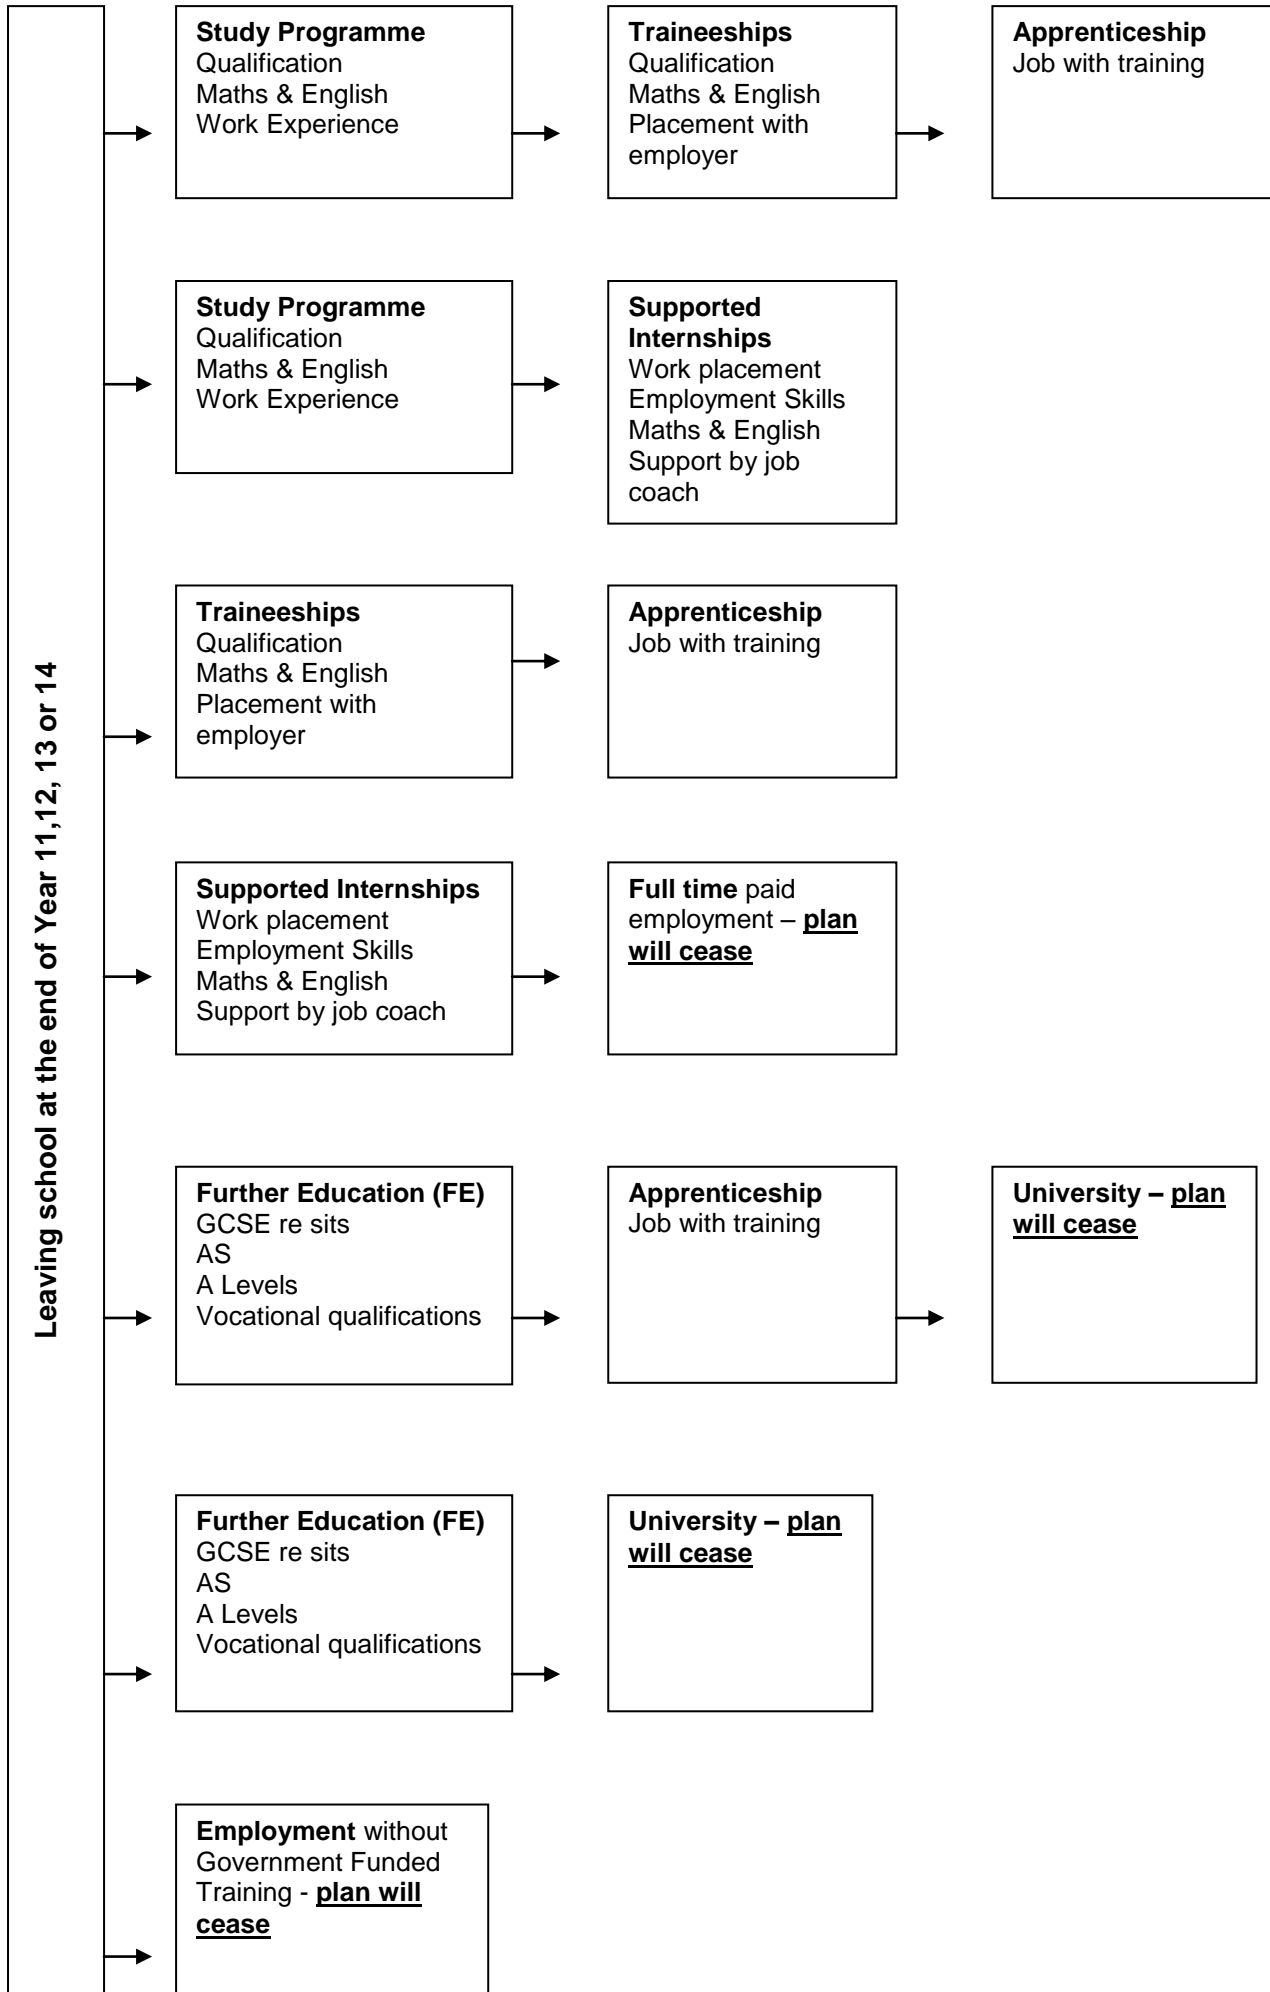 Leaving school at the end of Year 11,12, 13 or 14
Study Programme
Qualification
Maths & English
Work Experience
Traineeships
Qualification
Maths & English
Placement with
employer
Apprenticeship
Job with training
Study Programme
Qualification
Maths & English
Work Experience
Supported
Internships
Work placement
Employment Skills
Maths & English
Support by job
coach
Traineeships
Qualification
Maths & English
Placement with
employer
Apprenticeship
Job with training
Supported Internships
Work placement
Employment Skills
Maths & English
Support by job coach
Full time paid
employment – plan
will cease
Further Education (FE)
GCSE re sits
AS
A Levels
Vocational qualifications
Apprenticeship
Job with training
University – plan
will cease
Further Education (FE)
GCSE re sits
AS
A Levels
Vocational qualifications
University – plan
will cease
Employment without
Government Funded
Training - plan will
cease